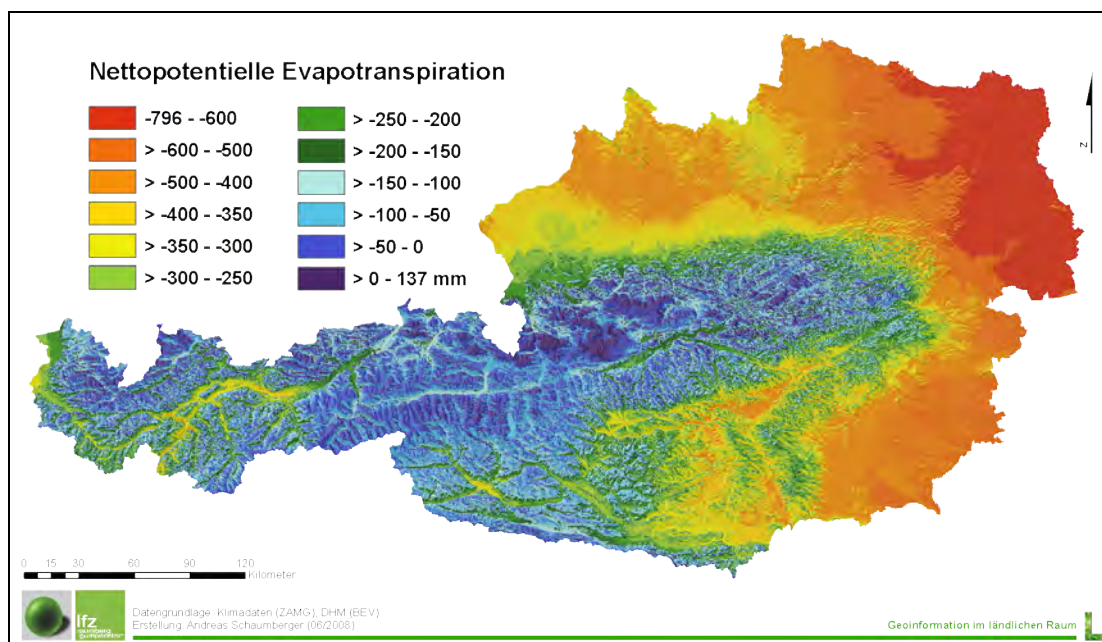 Nettopotentielle Evapotranspiration
-796 - -600
> -600 - -500
> -500 - -400
> -400 - -350
> -350 - -300
> -300 - -250
> -250 - -200
> -200 - -150
> -150 - -100
> -100 - -50
> -50 - 0
> 0 - 137 mm
N
0 15 30 60 90 120
Kilometer
lfz
raumberg
gumpenstein
Datengrundlage: Klimadaten (ZAMG), DHM (BEV)
Erstellung: Andreas Schaumberger (06/2008)
Geoinformation im ländlichen Raum